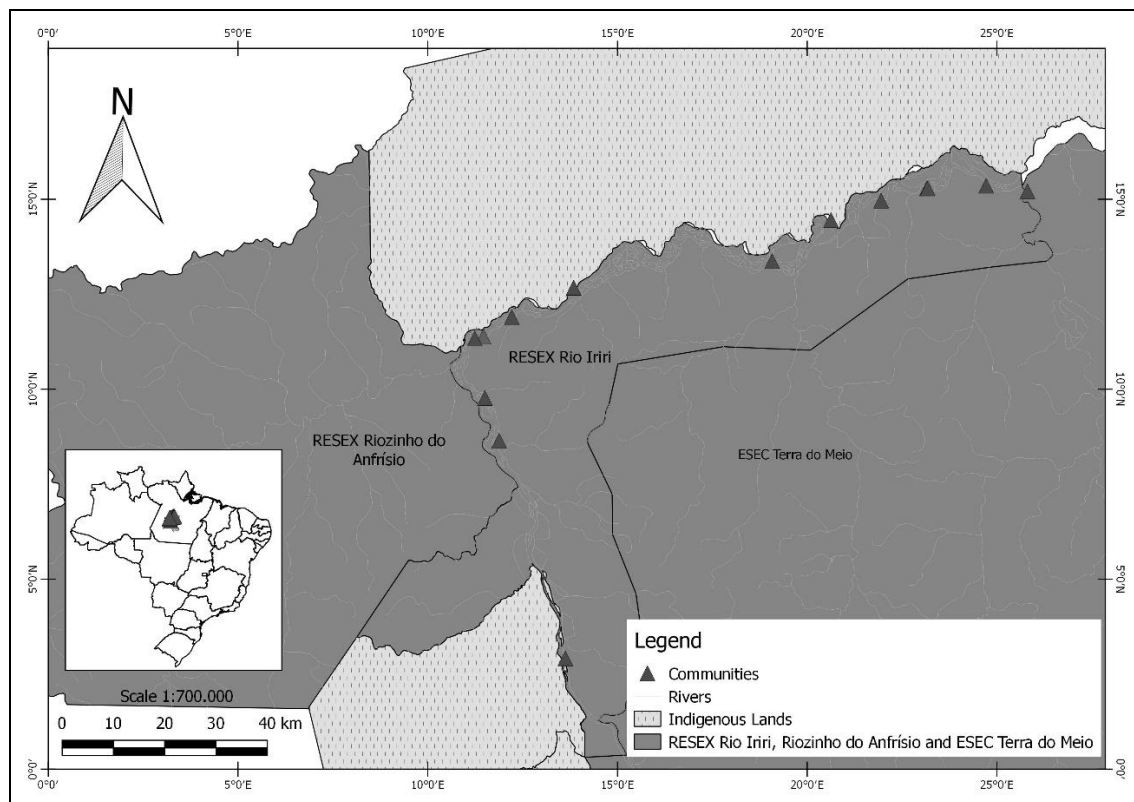 0°0′ 5°0′ 10°0′ 15°0′ 20°0′ 25°0′
N
15°0′N 15°0′N
RESEX Rio Iriri
10°0′N 10°0′N
RESEX Riozinho do
Anfrísio
ESEC Terra do Meio
5°0′N 5°0′N
Legend
Communities
Rivers
Indigenous Lands
RESEX Rio Iriri, Riozinho do Anfrísio and ESEC Terra do Meio
Scale 1:700.000
0 10 20 30 40 km
0°0′ 0°0′
0°0′ 5°0′ 10°0′ 15°0′ 20°0′ 25°0′